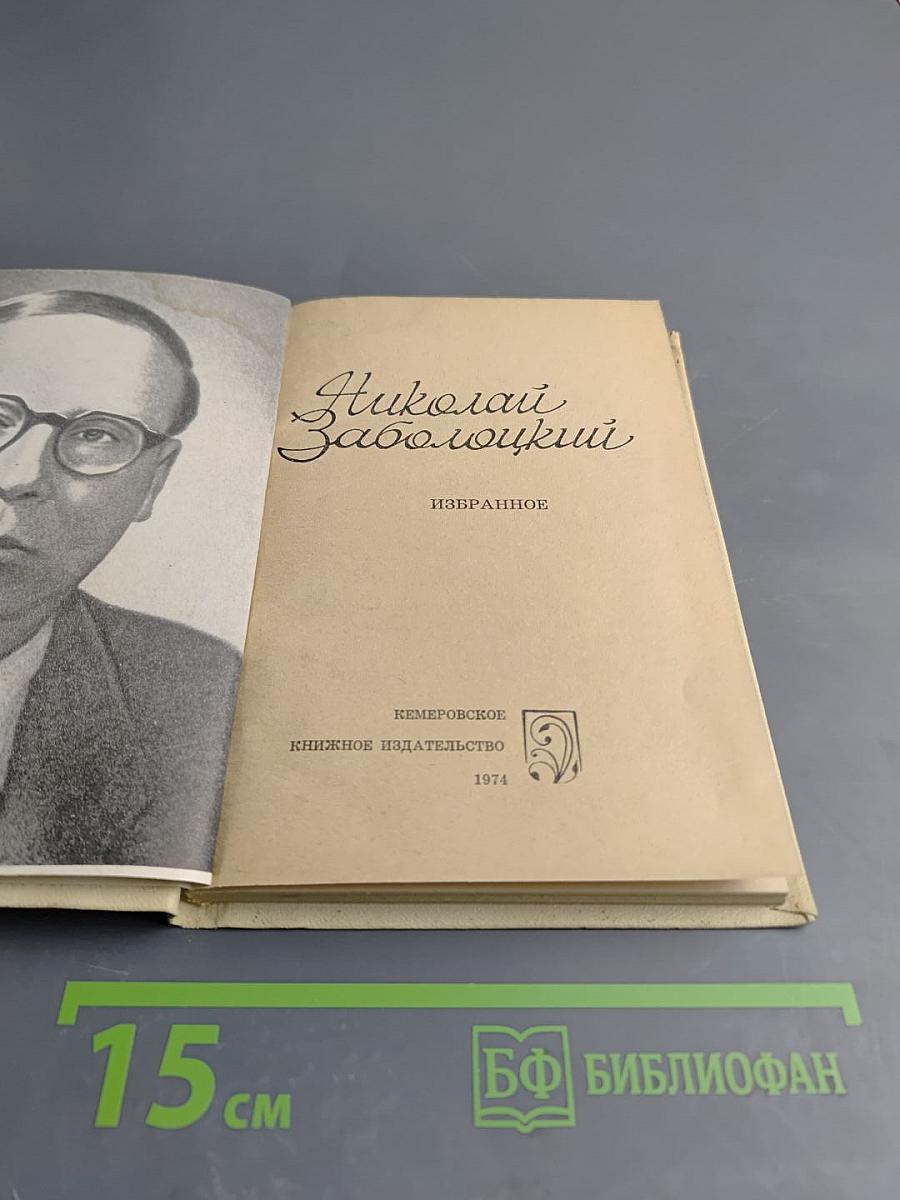 Николай
Заболоцкий
ИЗБРАННОЕ
КЕМЕРОВСКОЕ
КНИЖНОЕ ИЗДАТЕЛЬСТВО
1974
15 см
БФ БИБЛИОФАН